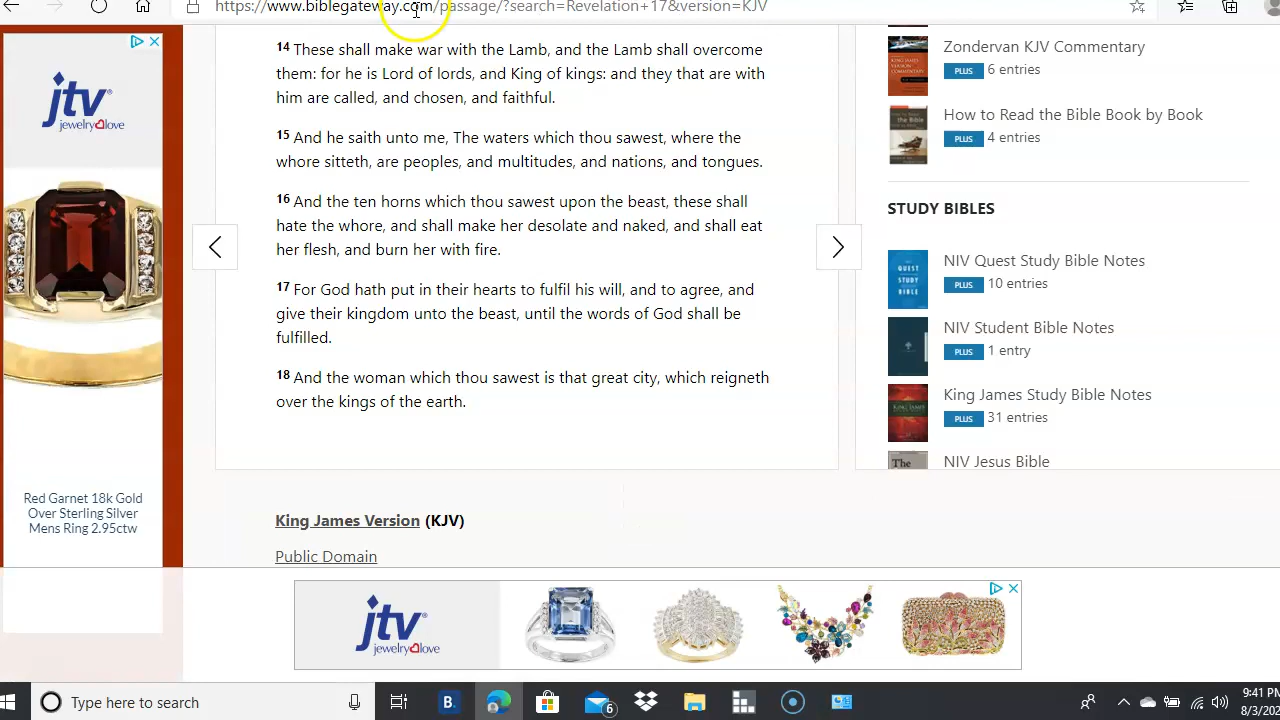 https://www.biblegateway.com/passage/?search=Revelation+17&version=KJV
jtv®
jewelry love
Red Garnet 18k Gold
Over Sterling Silver
Mens Ring 2.95ctw
14 These shall make war with the Lamb, and the Lamb shall overcome
them: for he is Lord of lords, and King of kings: and they that are with
him are called, and chosen, and faithful.
15 And he saith unto me, The waters which thou sawest, where the
whore sitteth, are peoples, and multitudes, and nations, and tongues.
16 And the ten horns which thou sawest upon the beast, these shall
hate the whore, and shall make her desolate and naked, and shall eat
her flesh, and burn her with fire.
17 For God hath put in their hearts to fulfil his will, and to agree, and
give their kingdom unto the beast, until the words of God shall be
fulfilled.
18 And the woman which thou sawest is that great city, which reigneth
over the kings of the earth.
King James Version (KJV)
Public Domain
Zondervan KJV Commentary
PLUS 6 entries
How to Read the Bible Book by Book
PLUS 4 entries
STUDY BIBLES
QUEST
STUDY
BIBLE
NIV Quest Study Bible Notes
PLUS 10 entries
NIV Student Bible Notes
PLUS 1 entry
King James Study Bible Notes
PLUS 31 entries
The
NIV Jesus Bible
jtv®
jewelry love
Type here to search
6
9:41 PM
8/3/202